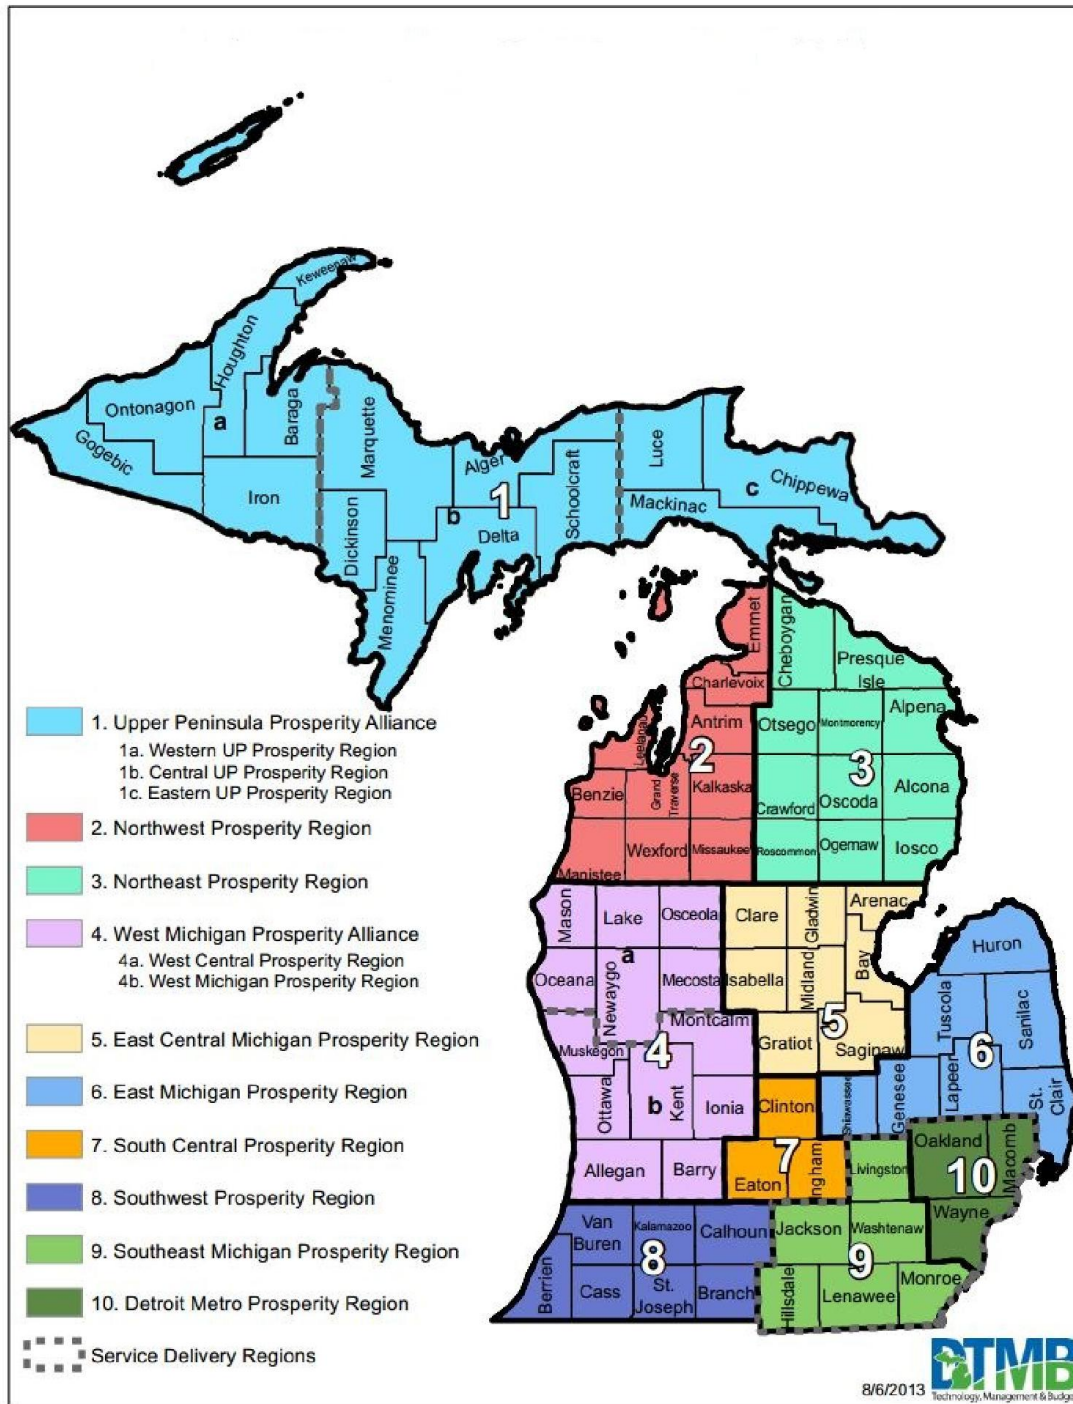 Keweenaw
Houghton
Ontonagon
a
Baraga
Gogebic
Iron
Marquette
Alger
1
b
Delta
Schoolcraft
Luce
c
Chippewa
Mackinac
Dickinson
Menominee
Emmet
Cheboygan
Presque
Isle
Charlevoix
Antrim
Leelanau
2
Otsego
Montmorency
Alpena
3
Benzie
Grand
Traverse
Kalkaska
Crawford
Oscoda
Alcona
Manistee
Wexford
Missaukee
Roscommon
Ogemaw
Iosco
Mason
Lake
Osceola
Clare
Gladwin
Arenac
a
Oceana
Newaygo
Mecosta
Isabella
Midland
Bay
Huron
Tuscola
Sanilac
Montcalm
Muskegon
4
Gratiot
5
Saginaw
6
Ottawa
b
Kent
Ionia
Clinton
Shiawassee
Genesee
Lapeer
St.
Clair
Allegan
Barry
Eaton
7
Ingham
Livingston
Oakland
10
Macomb
Van
Buren
Kalamazoo
Calhoun
Jackson
Washtenaw
Wayne
8
9
Berrien
Cass
St.
Joseph
Branch
Hillsdale
Lenawee
Monroe
1. Upper Peninsula Prosperity Alliance
1a. Western UP Prosperity Region
1b. Central UP Prosperity Region
1c. Eastern UP Prosperity Region
2. Northwest Prosperity Region
3. Northeast Prosperity Region
4. West Michigan Prosperity Alliance
4a. West Central Prosperity Region
4b. West Michigan Prosperity Region
5. East Central Michigan Prosperity Region
6. East Michigan Prosperity Region
7. South Central Prosperity Region
8. Southwest Prosperity Region
9. Southeast Michigan Prosperity Region
10. Detroit Metro Prosperity Region
Service Delivery Regions
8/6/2013
DTMB
Technology, Management & Budge